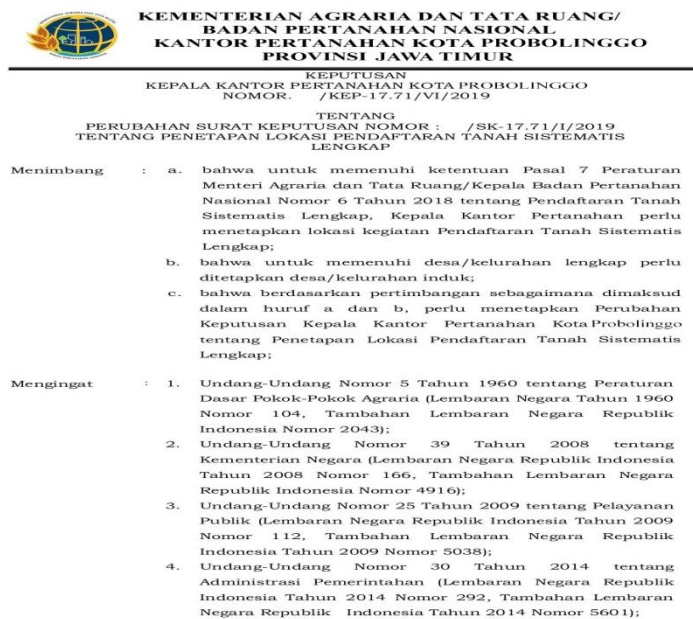 KEMENTERIAN AGRARIA DAN TATA RUANG/
BADAN PERTANAHAN NASIONAL
KANTOR PERTANAHAN KOTA PROBOLINGGO
PROVINSI JAWA TIMUR
KEPUTUSAN
KEPALA KANTOR PERTANAHAN KOTA PROBOLINGGO
NOMOR. /KEP-17.71/VI/2019
TENTANG
PERUBAHAN SURAT KEPUTUSAN NOMOR : /SK-17.71/I/2019
TENTANG PENETAPAN LOKASI PENDAFTARAN TANAH SISTEMATIS
LENGKAP
Menimbang : a. bahwa untuk memenuhi ketentuan Pasal 7 Peraturan
Menteri Agraria dan Tata Ruang/Kepala Badan Pertanahan
Nasional Nomor 6 Tahun 2018 tentang Pendaftaran Tanah
Sistematis Lengkap, Kepala Kantor Pertanahan perlu
menetapkan lokasi kegiatan Pendaftaran Tanah Sistematis
Lengkap;
b. bahwa untuk memenuhi desa/kelurahan lengkap perlu
ditetapkan desa/kelurahan induk;
c. bahwa berdasarkan pertimbangan sebagaimana dimaksud
dalam huruf a dan b, perlu menetapkan Perubahan
Keputusan Kepala Kantor Pertanahan Kota Probolinggo
tentang Penetapan Lokasi Pendaftaran Tanah Sistematis
Lengkap;
Mengingat : 1. Undang-Undang Nomor 5 Tahun 1960 tentang Peraturan
Dasar Pokok-Pokok Agraria (Lembaran Negara Tahun 1960
Nomor 104, Tambahan Lembaran Negara Republik
Indonesia Nomor 2043);
2. Undang-Undang Nomor 39 Tahun 2008 tentang
Kementerian Negara (Lembaran Negara Republik Indonesia
Tahun 2008 Nomor 166, Tambahan Lembaran Negara
Republik Indonesia Nomor 4916);
3. Undang-Undang Nomor 25 Tahun 2009 tentang Pelayanan
Publik (Lembaran Negara Republik Indonesia Tahun 2009
Nomor 112, Tambahan Lembaran Negara Republik
Indonesia Tahun 2009 Nomor 5038);
4. Undang-Undang Nomor 30 Tahun 2014 tentang
Administrasi Pemerintahan (Lembaran Negara Republik
Indonesia Tahun 2014 Nomor 292, Tambahan Lembaran
Negara Republik Indonesia Tahun 2014 Nomor 5601);